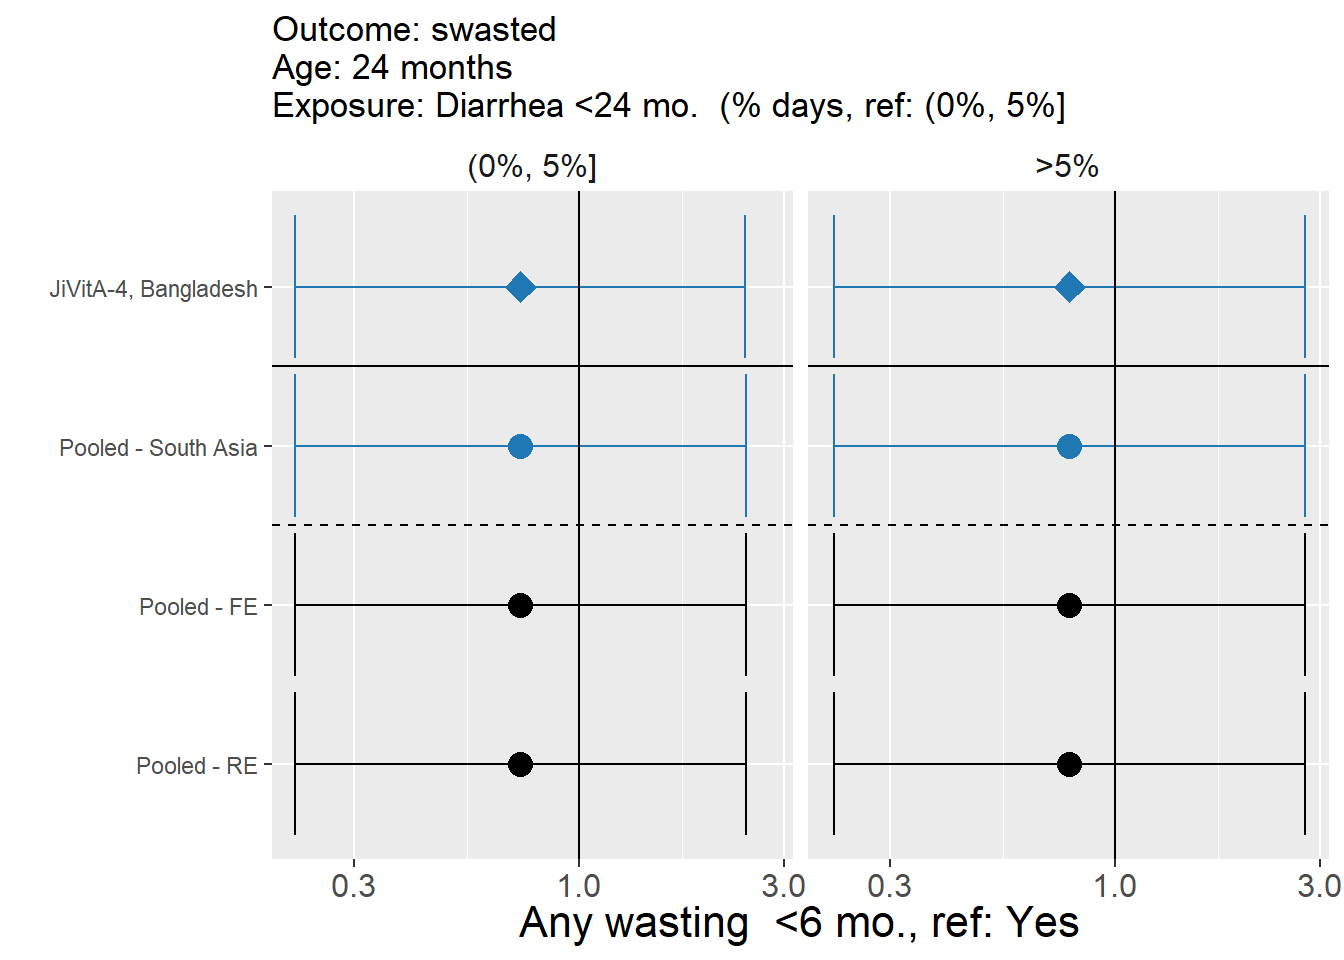 Outcome: swasted
Age: 24 months
Exposure: Diarrhea <24 mo.  (% days, ref: (0%, 5%]
(0%, 5%]
>5%
JiVitA-4, Bangladesh
Pooled - South Asia
Pooled - FE
Pooled - RE
0.3 1.0 3.0 0.3 1.0 3.0
Any wasting  <6 mo., ref: Yes